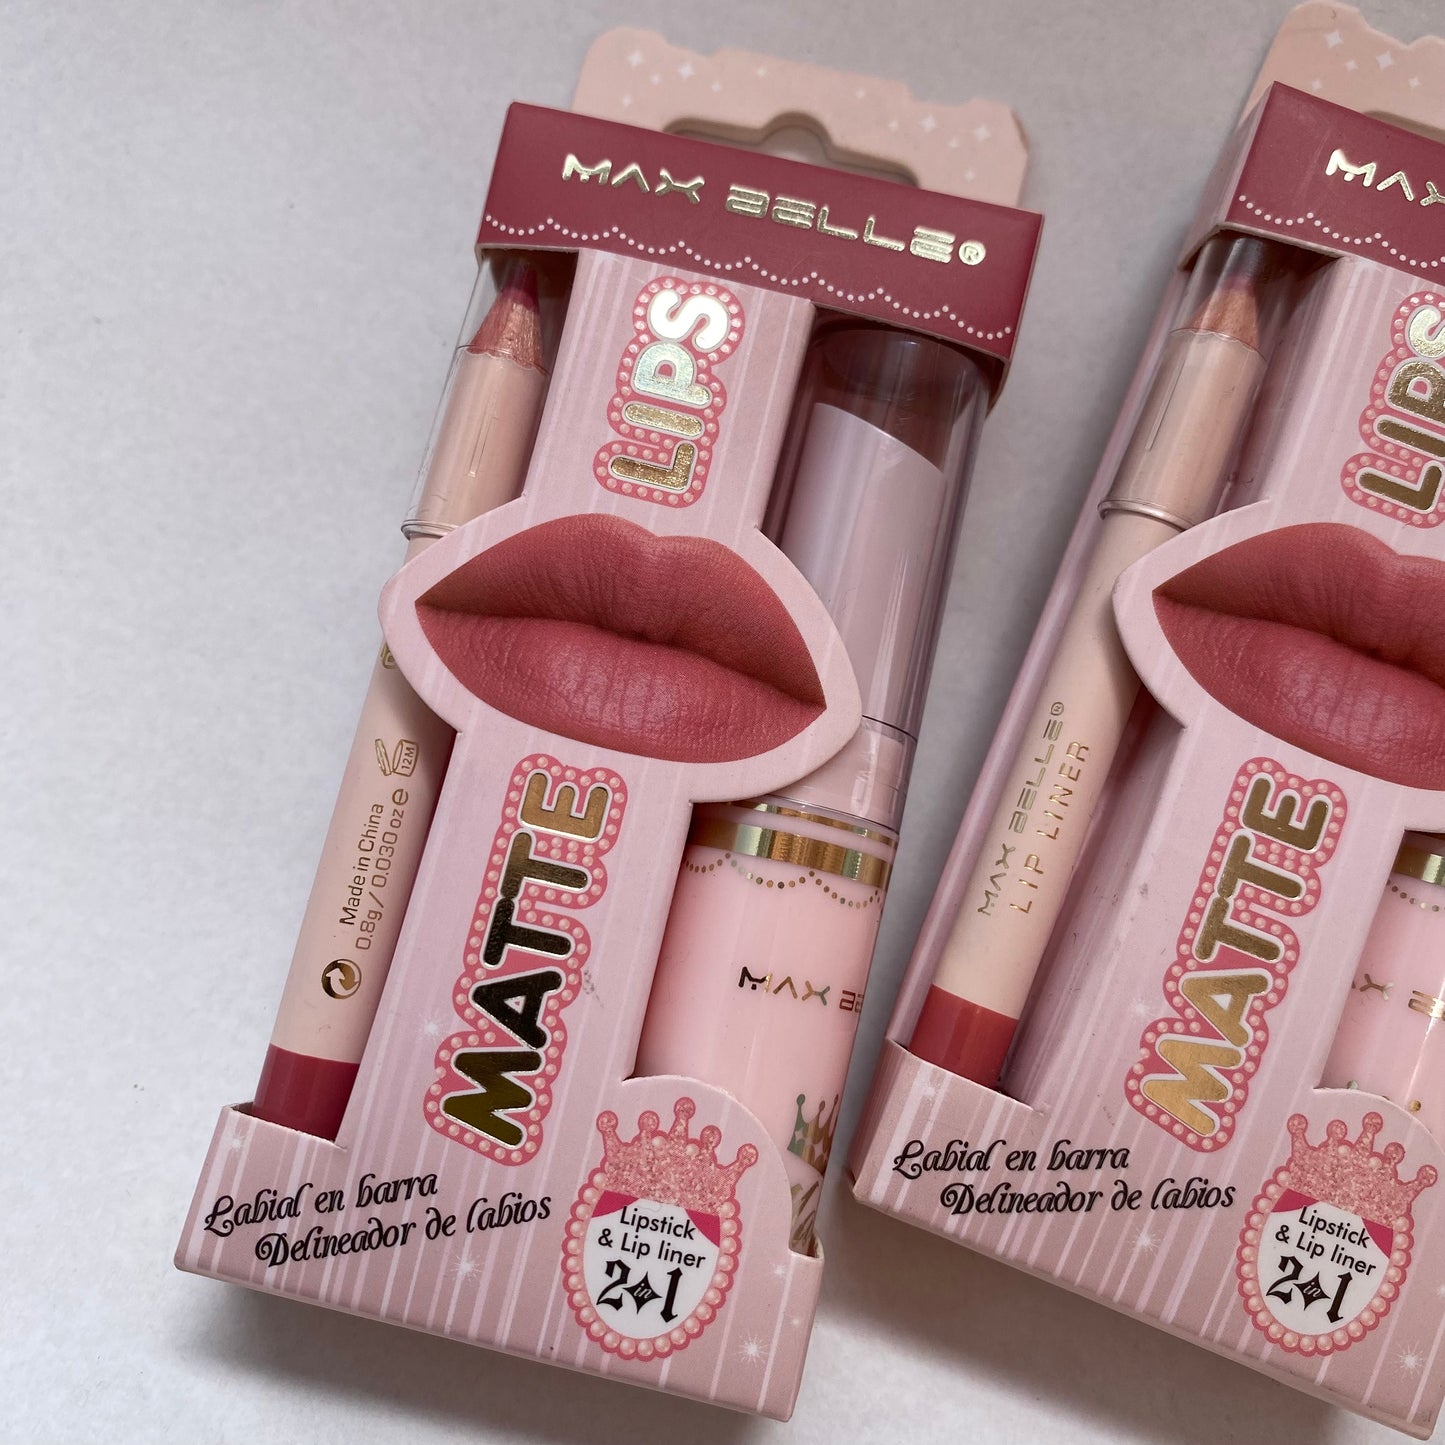 MAX BELLE®
LIPS
MATTE
12M
Made in China
0.8g / 0.030 oz e
MAX
Labial en barra
Delineador de labios
Lipstick
& Lip liner
2 in 1
MAX
LIPS
MAX BELLE®
LIP LINER
MATTE
Labial en barra
Delineador de labios
Lipstick
& Lip liner
2 in 1